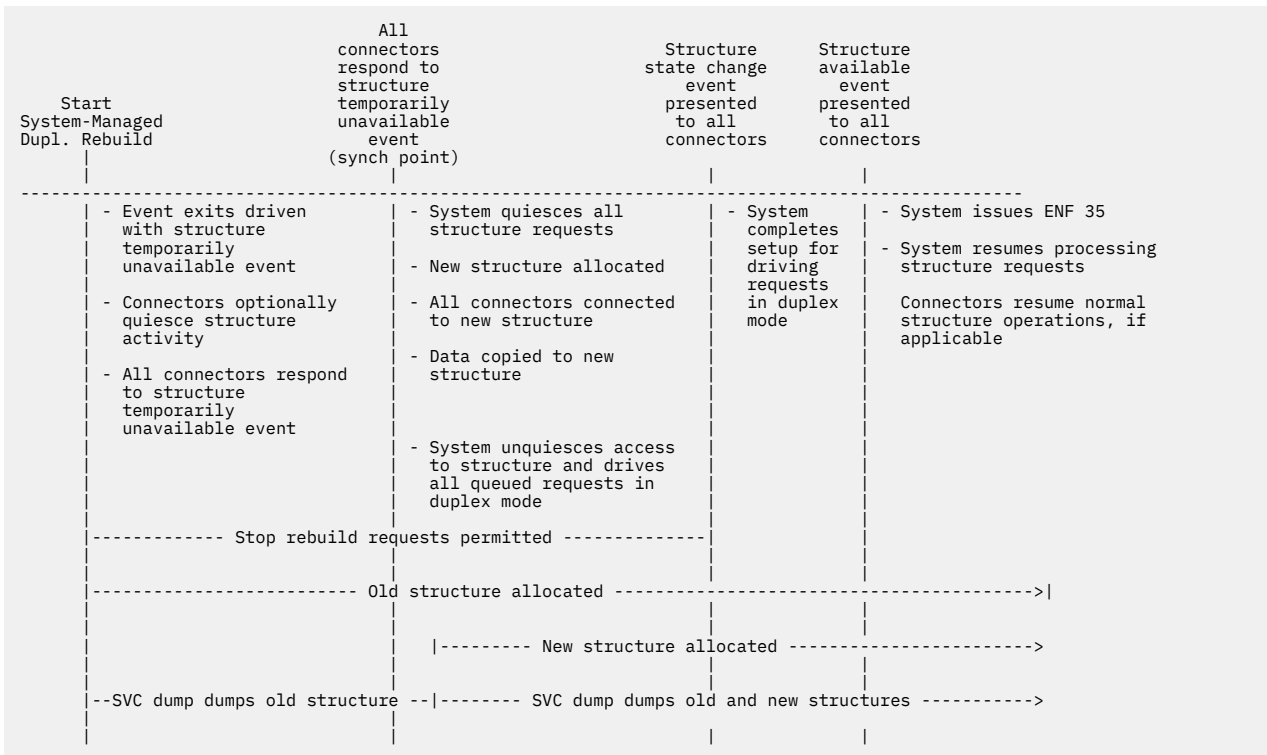 All
                               connectors                      Structure      Structure
                               respond to                    state change     available
                               structure                         event          event
    Start                      temporarily                     presented      presented
System-Managed                 unavailable                      to all         to all
Dupl. Rebuild                     event                        connectors     connectors
      |                       (synch point)                        |              |
      |                              |                              |              |
--------------------------------------------------------------------------------------------------
      | - Event exits driven         | - System quiesces all        | - System     | - System issues ENF 35
      |   with structure             |   structure requests         |   completes  |
      |   temporarily                |                              |   setup for  | - System resumes processing
      |   unavailable event          | - New structure allocated    |   driving    |   structure requests
      |                              |                              |   requests   |
      | - Connectors optionally      | - All connectors connected   |   in duplex  |   Connectors resume normal
      |   quiesce structure          |   to new structure           |   mode       |   structure operations, if
      |   activity                   |                              |              |   applicable
      |                              | - Data copied to new         |              |
      | - All connectors respond     |   structure                  |              |
      |   to structure               |                              |              |
      |   temporarily                |                              |              |
      |   unavailable event          |                              |              |
      |                              | - System unquiesces access   |              |
      |                              |   to structure and drives    |              |
      |                              |   all queued requests in     |              |
      |                              |   duplex mode                |              |
      |------------- Stop rebuild requests permitted --------------|
      |-------------------------- Old structure allocated ----------------------------------------->|
      |                              |   |--------- New structure allocated ------------------------>
      |--SVC dump dumps old structure --|-------- SVC dump dumps old and new structures ----------->